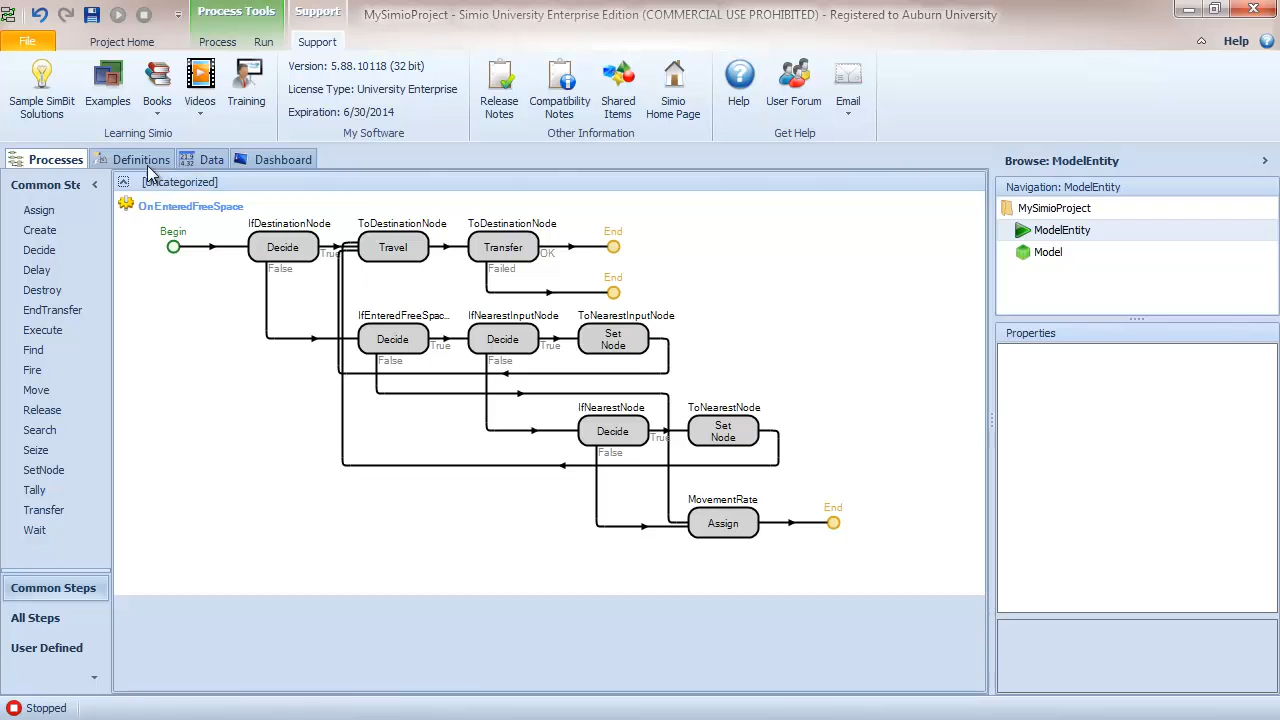 Process Tools
Support
MySimioProject - Simio University Enterprise Edition (COMMERCIAL USE PROHIBITED) - Registered to Auburn University
File
Project Home
Process
Run
Support
Help
Sample SimBit Solutions
Examples
Books
Videos
Training
Learning Simio
Version: 5.88.10118 (32 bit)
License Type: University Enterprise
Expiration: 6/30/2014
My Software
Release Notes
Compatibility Notes
Shared Items
Simio Home Page
Other Information
Help
User Forum
Email
Get Help
Processes
Definitions
Data
Dashboard
Common Ste
Assign
Create
Decide
Delay
Destroy
EndTransfer
Execute
Find
Fire
Move
Release
Search
Seize
SetNode
Tally
Transfer
Wait
Common Steps
All Steps
User Defined
[Uncategorized]
OnEnteredFreeSpace
Begin
IfDestinationNode
Decide
True
False
ToDestinationNode
Travel
ToDestinationNode
Transfer
OK
Failed
End
End
IfEnteredFreeSpac...
Decide
True
False
IfNearestInputNode
Decide
True
False
ToNearestInputNode
Set Node
IfNearestNode
Decide
True
False
ToNearestNode
Set Node
MovementRate
Assign
End
Browse: ModelEntity
Navigation: ModelEntity
MySimioProject
ModelEntity
Model
Properties
Stopped